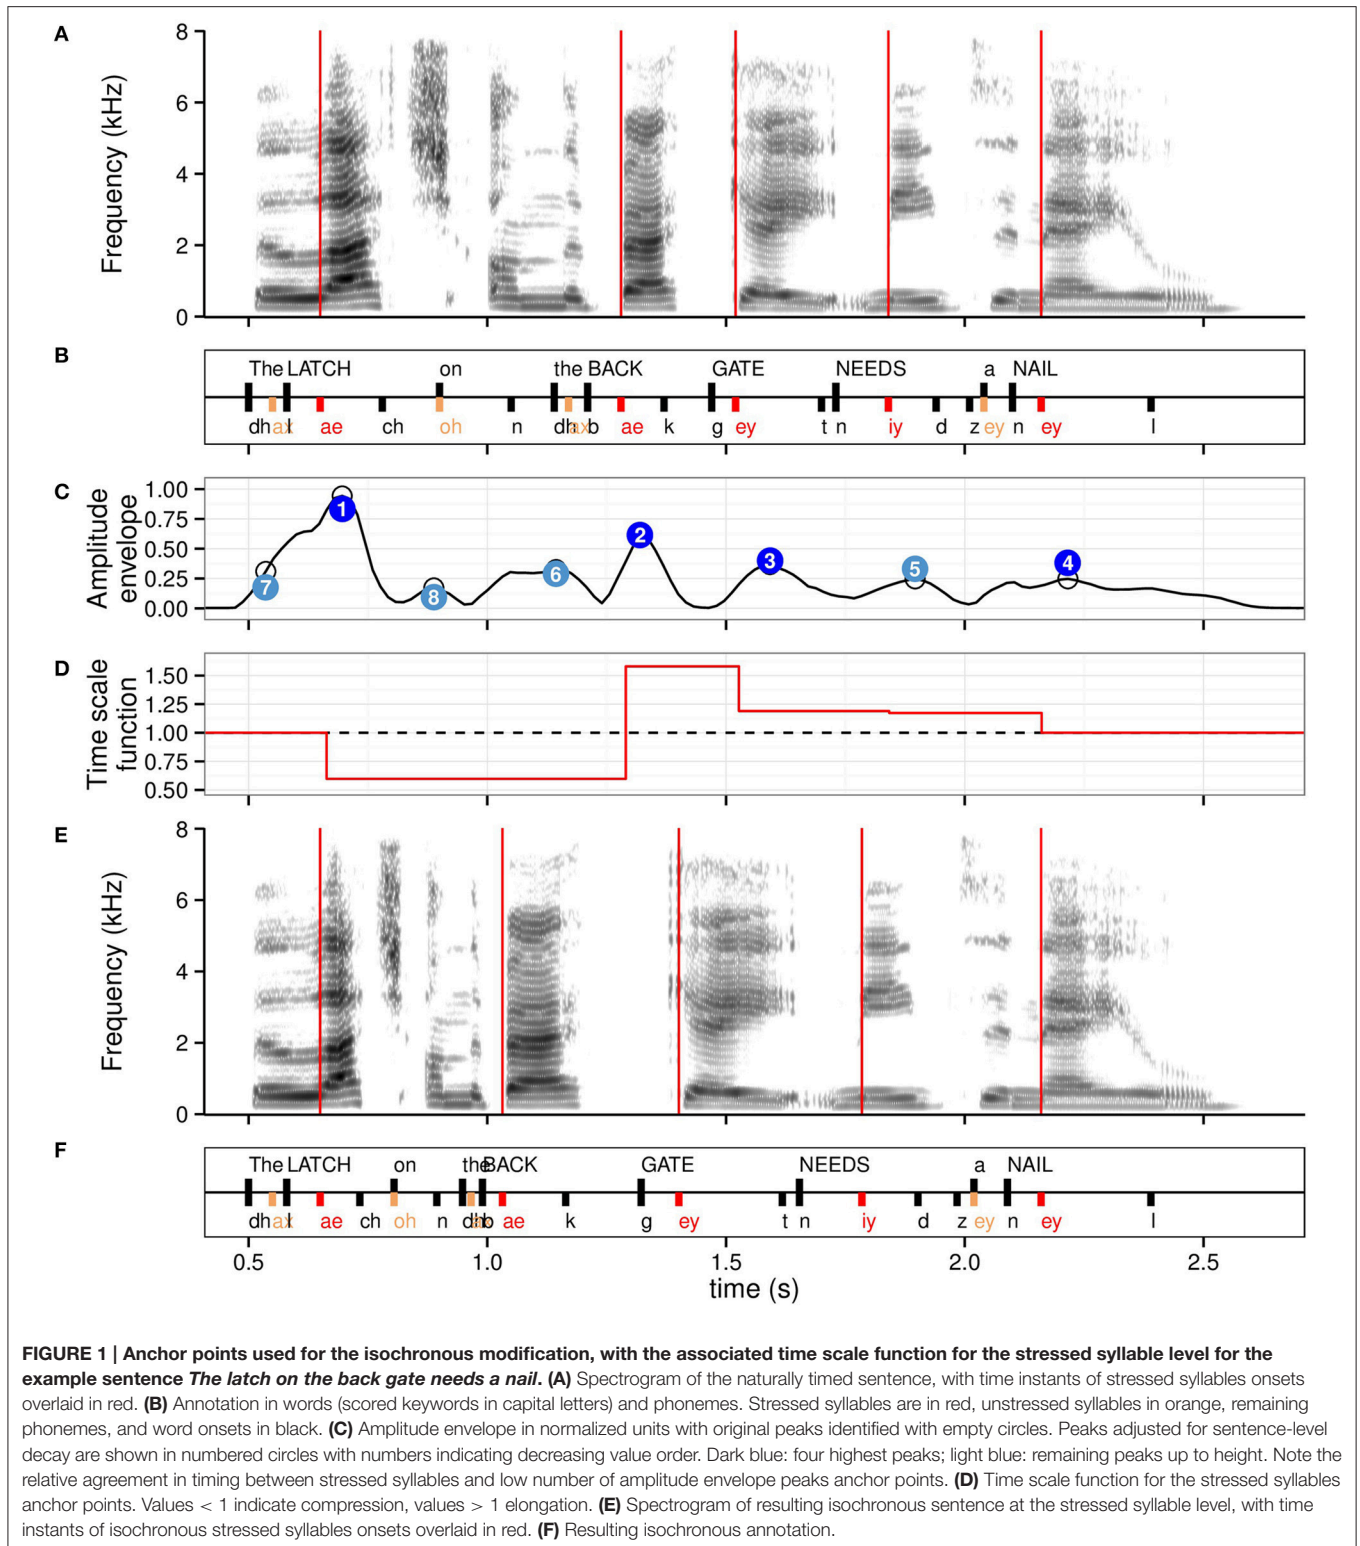 A
8
6
4
2
0
Frequency (kHz)
B
The LATCH on the BACK GATE NEEDS a NAIL
dh ax l ae ch oh n dh ax b ae k g ey t n iy d z ey n ey l
C
1.00
0.75
0.50
0.25
0.00
Amplitude
envelope
1 2 3 4 5 6 7 8
D
1.50
1.25
1.00
0.75
0.50
Time scale
function
E
8
6
4
2
0
Frequency (kHz)
F
The LATCH on the BACK GATE NEEDS a NAIL
dh ax ae ch oh n dh b ae k g ey t n iy d z ey n ey l
0.5 1.0 1.5 2.0 2.5
time (s)
FIGURE 1 | Anchor points used for the isochronous modification, with the associated time scale function for the stressed syllable level for the
example sentence The latch on the back gate needs a nail. (A) Spectrogram of the naturally timed sentence, with time instants of stressed syllables onsets
overlaid in red. (B) Annotation in words (scored keywords in capital letters) and phonemes. Stressed syllables are in red, unstressed syllables in orange, remaining
phonemes, and word onsets in black. (C) Amplitude envelope in normalized units with original peaks identified with empty circles. Peaks adjusted for sentence-level
decay are shown in numbered circles with numbers indicating decreasing value order. Dark blue: four highest peaks; light blue: remaining peaks up to height. Note the
relative agreement in timing between stressed syllables and low number of amplitude envelope peaks anchor points. (D) Time scale function for the stressed syllables
anchor points. Values < 1 indicate compression, values > 1 elongation. (E) Spectrogram of resulting isochronous sentence at the stressed syllable level, with time
instants of isochronous stressed syllables onsets overlaid in red. (F) Resulting isochronous annotation.